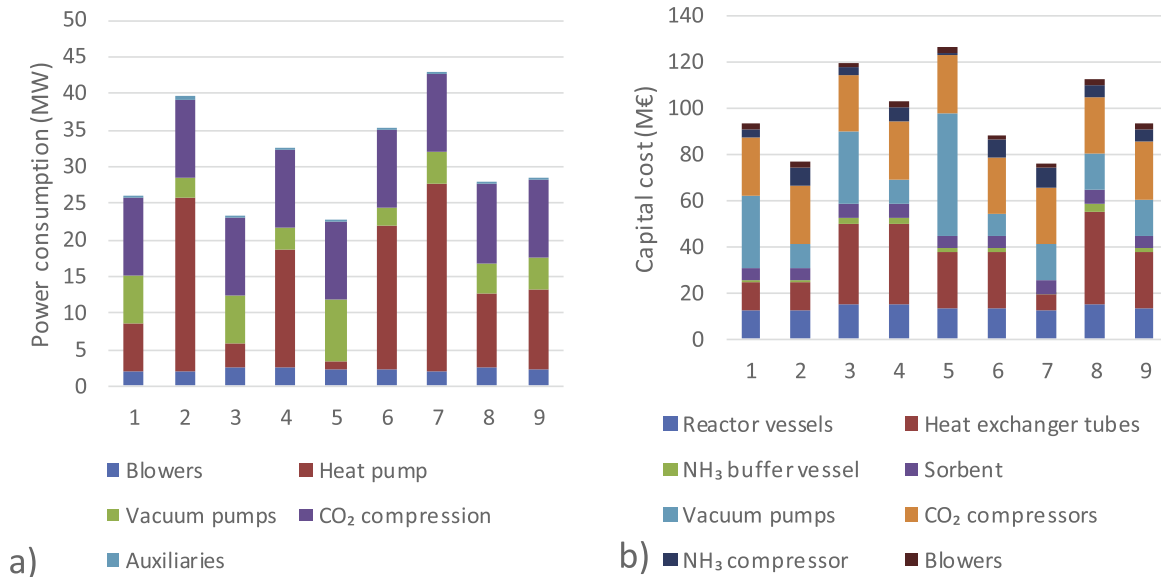 50
45
40
35
30
25
20
15
10
5
0
Power consumption (MW)
1 2 3 4 5 6 7 8 9
Blowers Heat pump
Vacuum pumps CO₂ compression
Auxiliaries
a)
140
120
100
80
60
40
20
0
Capital cost (M€)
1 2 3 4 5 6 7 8 9
Reactor vessels Heat exchanger tubes
NH₃ buffer vessel Sorbent
Vacuum pumps CO₂ compressors
NH₃ compressor Blowers
b)